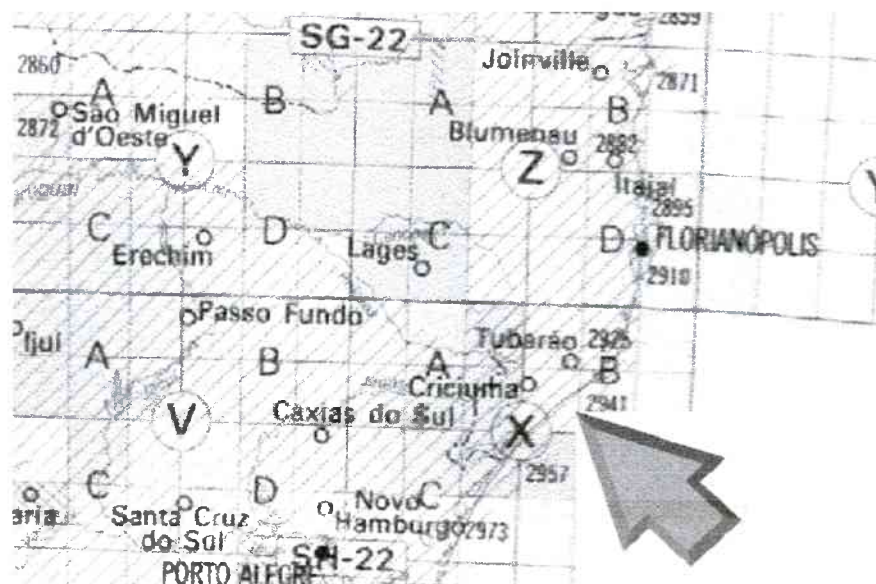 2859
SG-22
Joinville
2860
2871
A
B
A
B
São Miguel
d'Oeste
2872
Blumenau
2882
Y
Z
Itajaí
2895
C
D
C
D
FLORIANÓPOLIS
Erechim
Lages
2910
Passo Fundo
Ijuí
Tubarão
2925
A
B
A
B
Criciuma
2941
Caxias do Sul
V
X
2957
C
D
C
Santa Cruz
do Sul
Novo
Hamburgo
2973
SH-22
PORTO ALEGRE